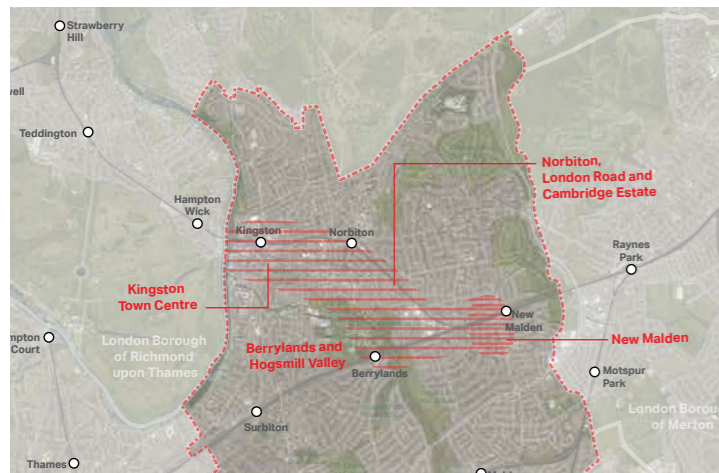 Strawberry
Hill
well
Teddington
Norbiton,
London Road and
Cambridge Estate
Hampton
Wick
Kingston
Norbiton
Raynes
Park
Kingston
Town Centre
New
Malden
mpton
Court
London Borough
of Richmond
upon Thames
Berrylands and
Hogsmill Valley
New Malden
Berrylands
Motspur
Park
London Boroug
of Merton
Surbiton
Thames